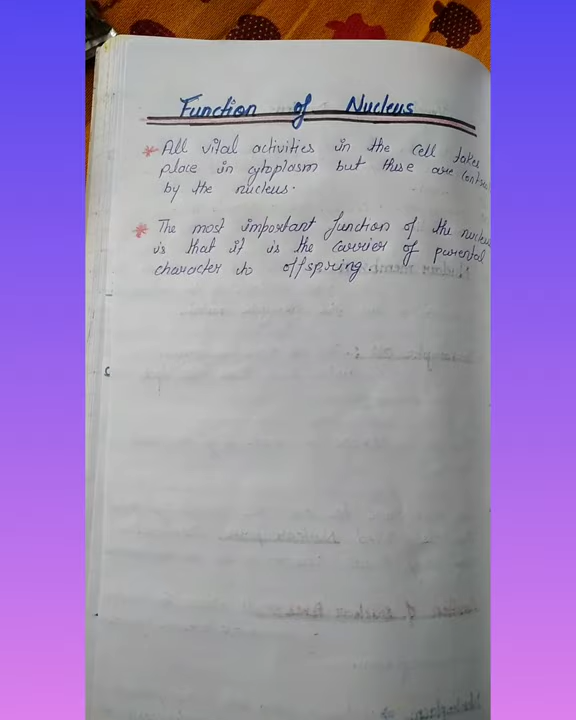 Function of Nucleus
* All vital activities in the cell takes
place in cytoplasm but these are
by the nucleus.
* The most important function of the
is that it is the carrier of parental
character to offspring.